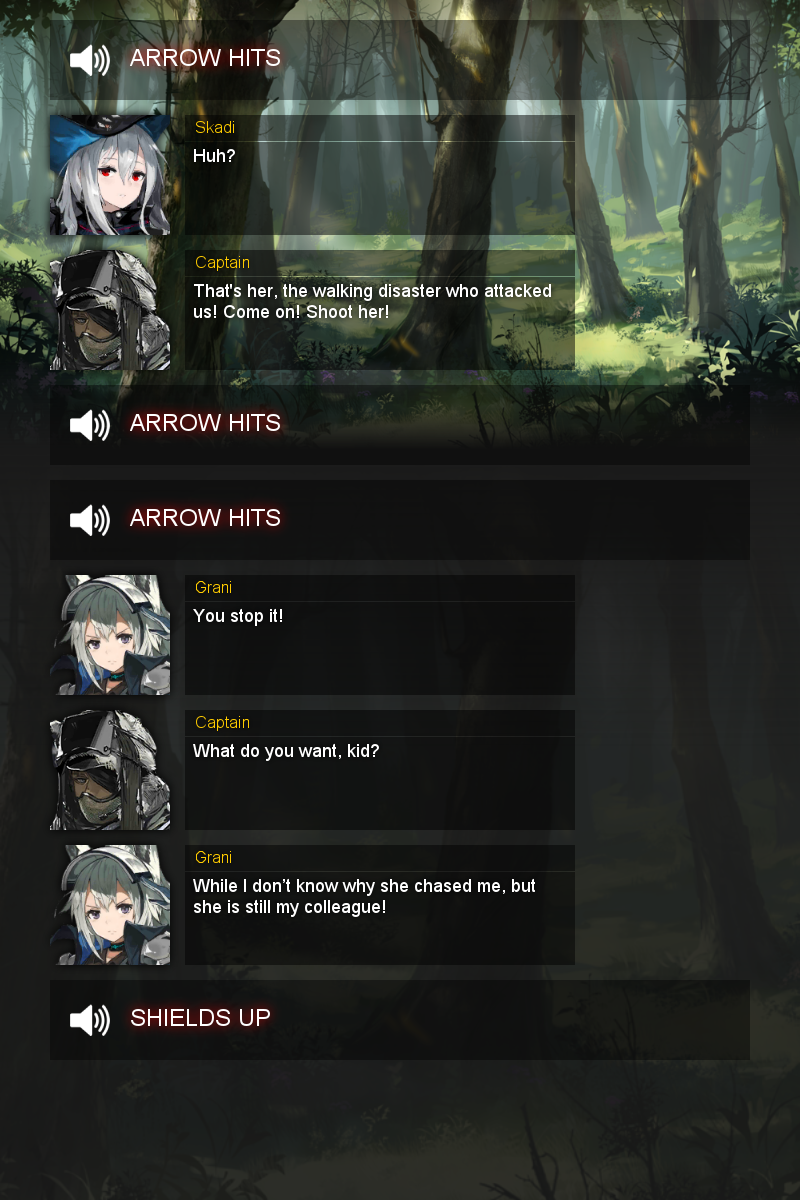 ARROW HITS
Skadi
Huh?
Captain
That's her, the walking disaster who attacked
us! Come on! Shoot her!
ARROW HITS
ARROW HITS
Grani
You stop it!
Captain
What do you want, kid?
Grani
While I don't know why she chased me, but
she is still my colleague!
SHIELDS UP